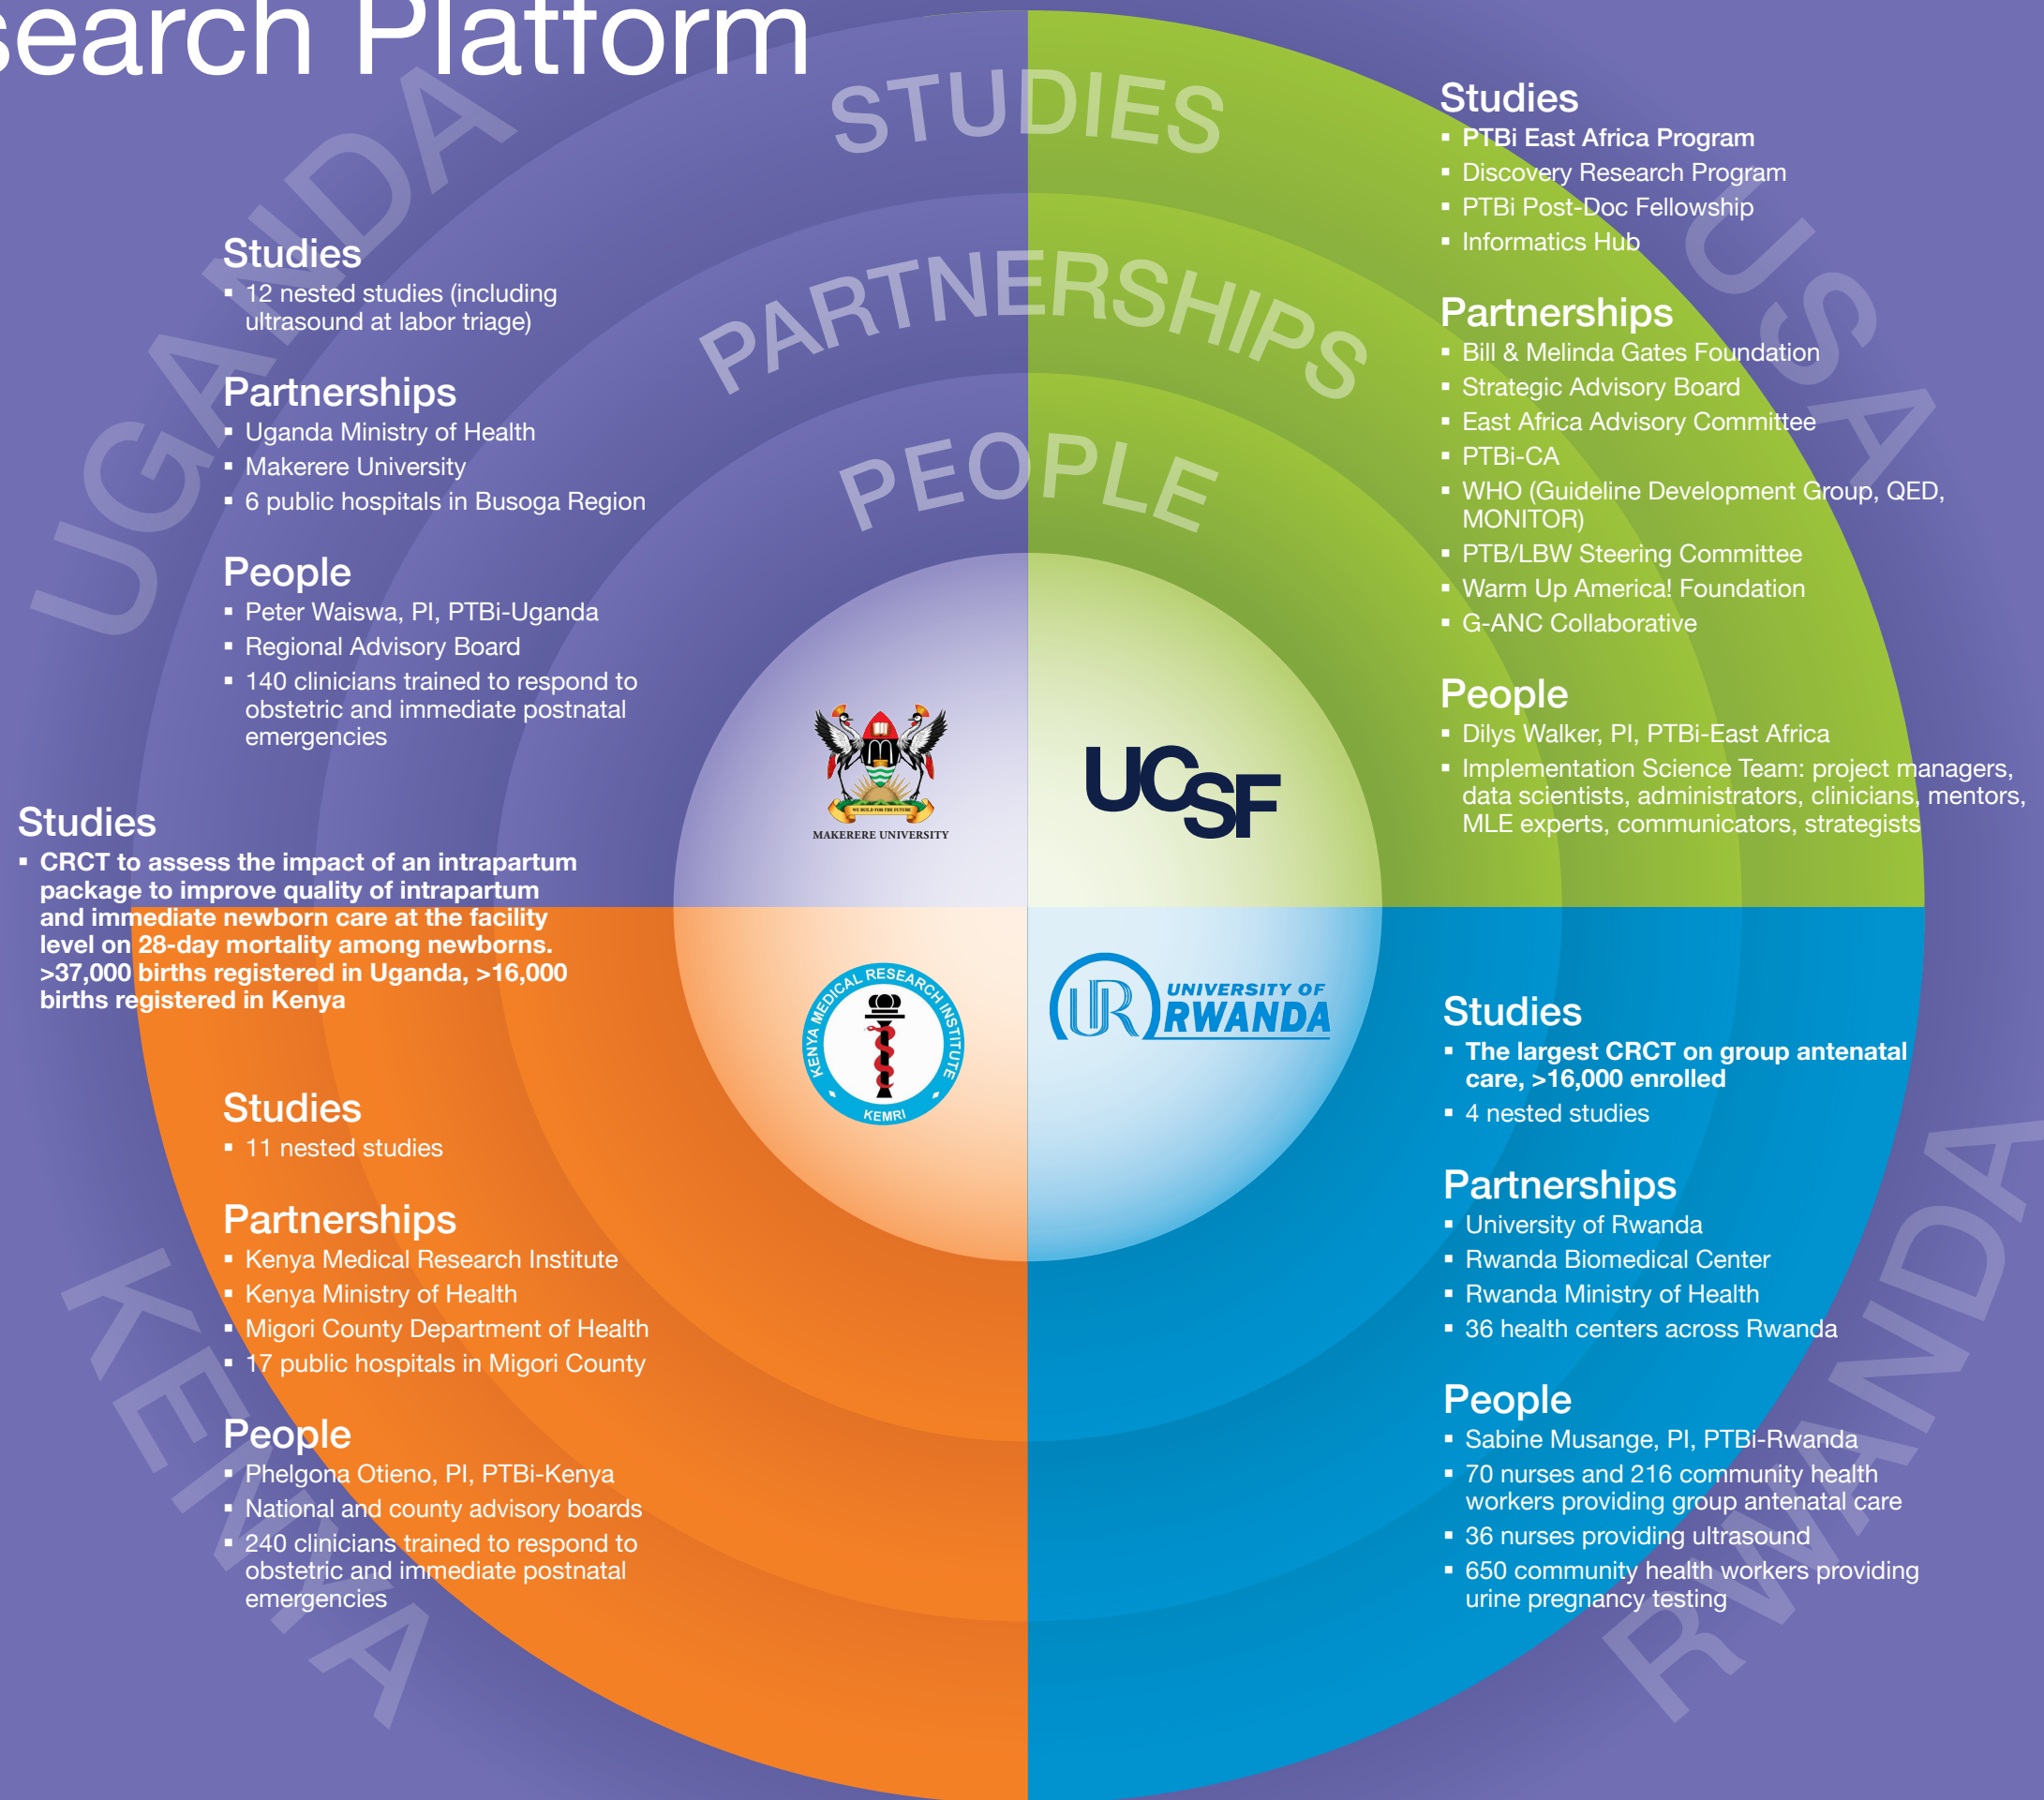 search Platform
STUDIES
PARTNERSHIPS
PEOPLE
UGANDA
Studies
▪ 12 nested studies (including
ultrasound at labor triage)
Partnerships
▪ Uganda Ministry of Health
▪ Makerere University
▪ 6 public hospitals in Busoga Region
People
▪ Peter Waiswa, PI, PTBi-Uganda
▪ Regional Advisory Board
▪ 140 clinicians trained to respond to
obstetric and immediate postnatal
emergencies
USA
Studies
▪ PTBi East Africa Program
▪ Discovery Research Program
▪ PTBi Post-Doc Fellowship
▪ Informatics Hub
Partnerships
▪ Bill & Melinda Gates Foundation
▪ Strategic Advisory Board
▪ East Africa Advisory Committee
▪ PTBi-CA
▪ WHO (Guideline Development Group, QED,
MONITOR)
▪ PTB/LBW Steering Committee
▪ Warm Up America! Foundation
▪ G-ANC Collaborative
People
▪ Dilys Walker, PI, PTBi-East Africa
▪ Implementation Science Team: project managers,
data scientists, administrators, clinicians, mentors,
MLE experts, communicators, strategists
WE BUILD FOR THE FUTURE
MAKERERE UNIVERSITY
UCSF
Studies
▪ CRCT to assess the impact of an intrapartum
package to improve quality of intrapartum
and immediate newborn care at the facility
level on 28-day mortality among newborns.
>37,000 births registered in Uganda, >16,000
births registered in Kenya
KENYA MEDICAL RESEARCH INSTITUTE
KEMRI
UR
UNIVERSITY OF
RWANDA
KENYA
Studies
▪ 11 nested studies
Partnerships
▪ Kenya Medical Research Institute
▪ Kenya Ministry of Health
▪ Migori County Department of Health
▪ 17 public hospitals in Migori County
People
▪ Phelgona Otieno, PI, PTBi-Kenya
▪ National and county advisory boards
▪ 240 clinicians trained to respond to
obstetric and immediate postnatal
emergencies
RWANDA
Studies
▪ The largest CRCT on group antenatal
care, >16,000 enrolled
▪ 4 nested studies
Partnerships
▪ University of Rwanda
▪ Rwanda Biomedical Center
▪ Rwanda Ministry of Health
▪ 36 health centers across Rwanda
People
▪ Sabine Musange, PI, PTBi-Rwanda
▪ 70 nurses and 216 community health
workers providing group antenatal care
▪ 36 nurses providing ultrasound
▪ 650 community health workers providing
urine pregnancy testing